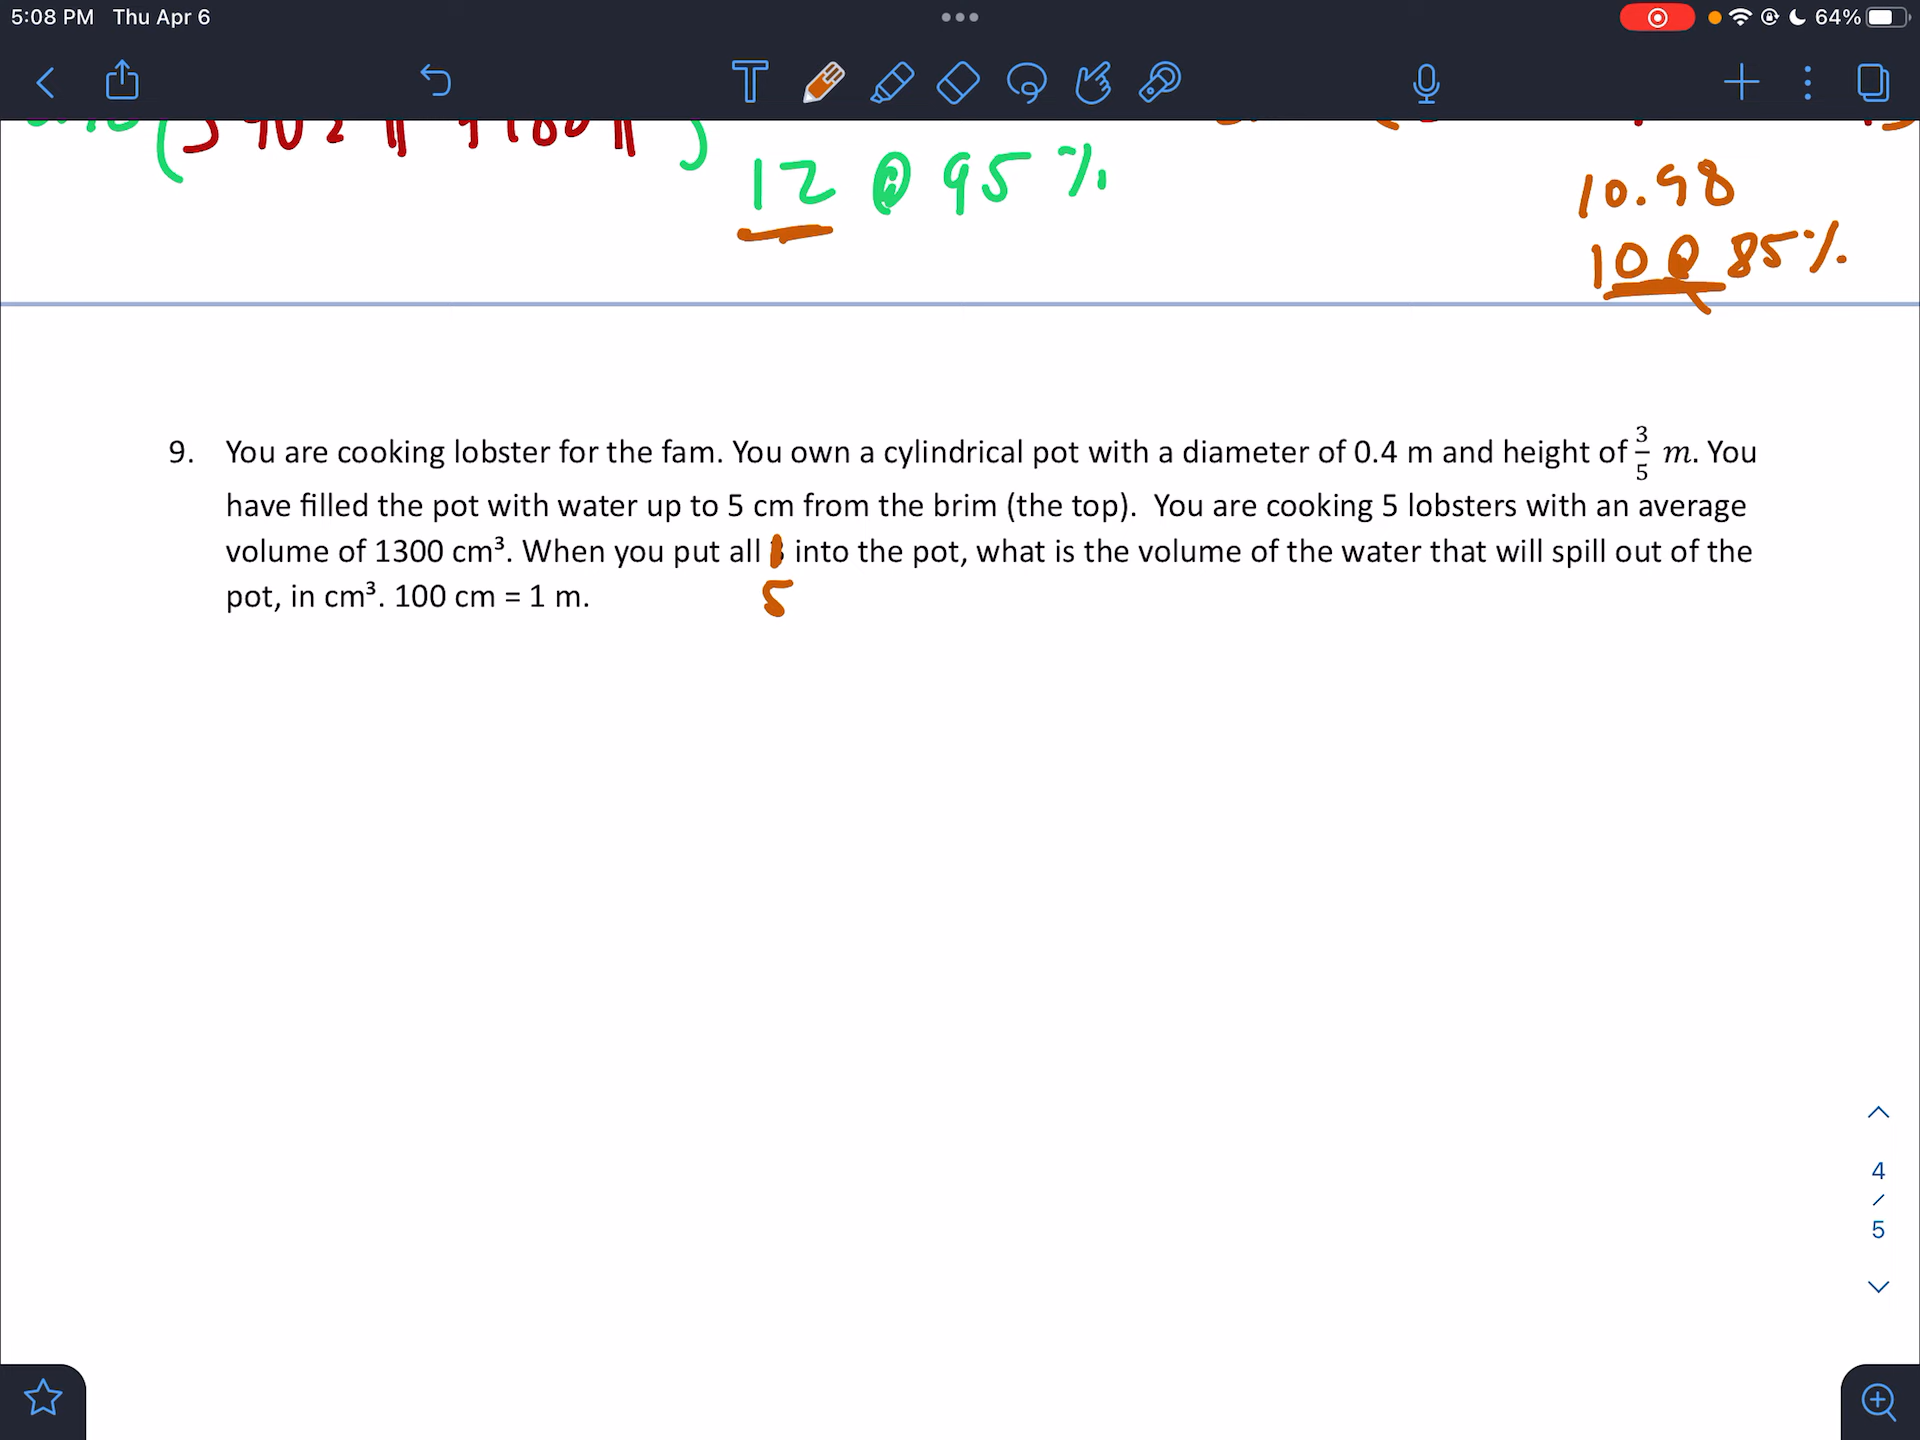 5:08 PM Thu Apr 6
64%
12 @ 95 %
10.98
10 @ 85%
9. You are cooking lobster for the fam. You own a cylindrical pot with a diameter of 0.4 m and height of 3/5 m. You
have filled the pot with water up to 5 cm from the brim (the top). You are cooking 5 lobsters with an average
volume of 1300 cm³. When you put all into the pot, what is the volume of the water that will spill out of the
pot, in cm³. 100 cm = 1 m.
5
4
/
5